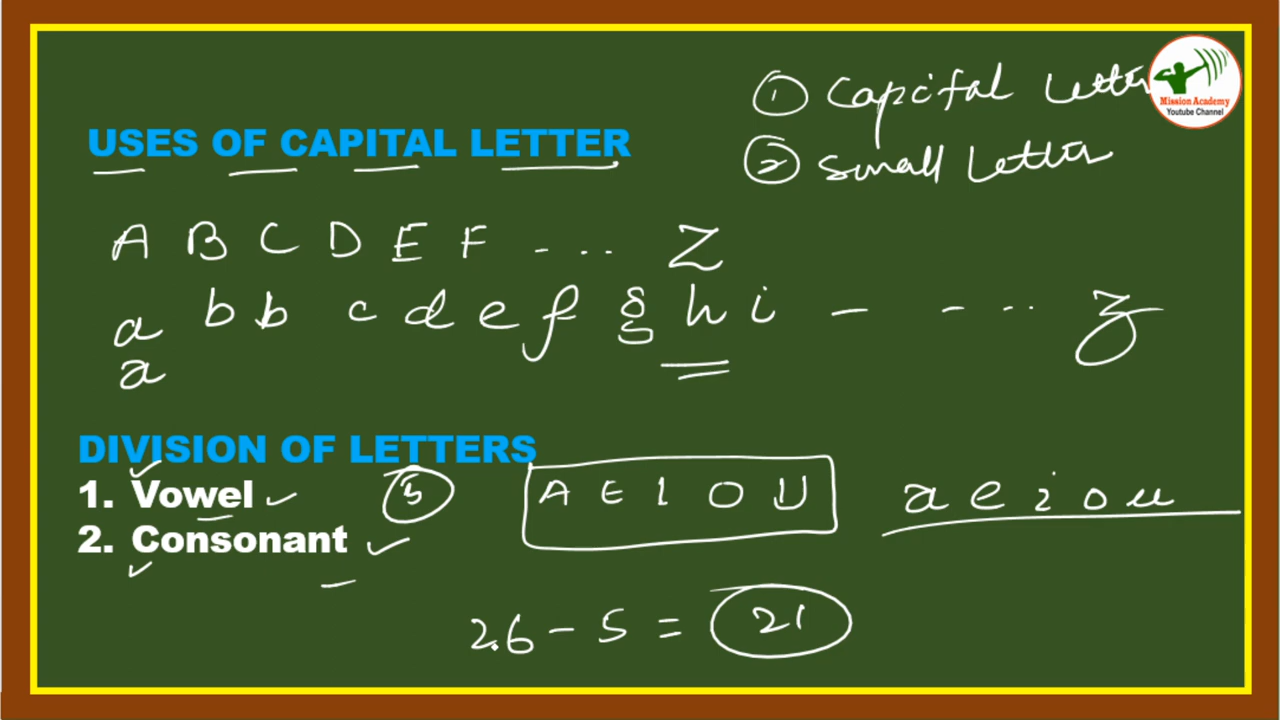 ① Capital Letter
Mission Academy
Youtube Channel
USES OF CAPITAL LETTER
② Small Letter
A B C D E F - ... Z
a b b c d e f g h i - - ... z
a
DIVISION OF LETTERS
1. Vowel ✓ 5 A E I O U a e i o u
2. Consonant ✓
26 - 5 = 21